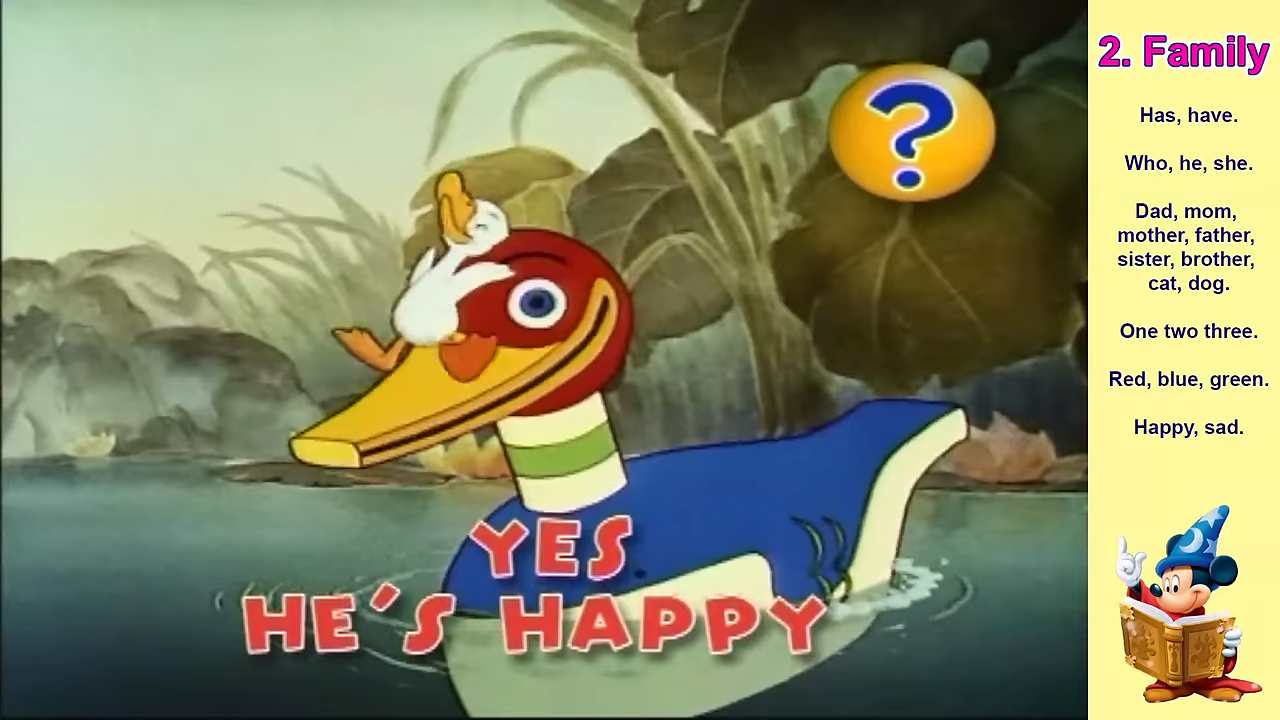 ?
YES
HE'S HAPPY
2. Family
Has, have.
Who, he, she.
Dad, mom,
mother, father,
sister, brother,
cat, dog.
One two three.
Red, blue, green.
Happy, sad.